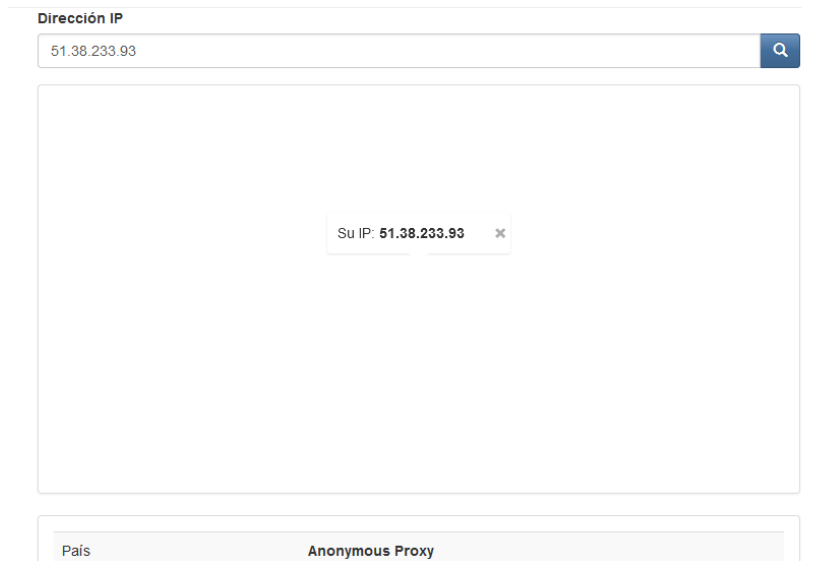 Dirección IP
51.38.233.93
Su IP: 51.38.233.93 ×
País Anonymous Proxy